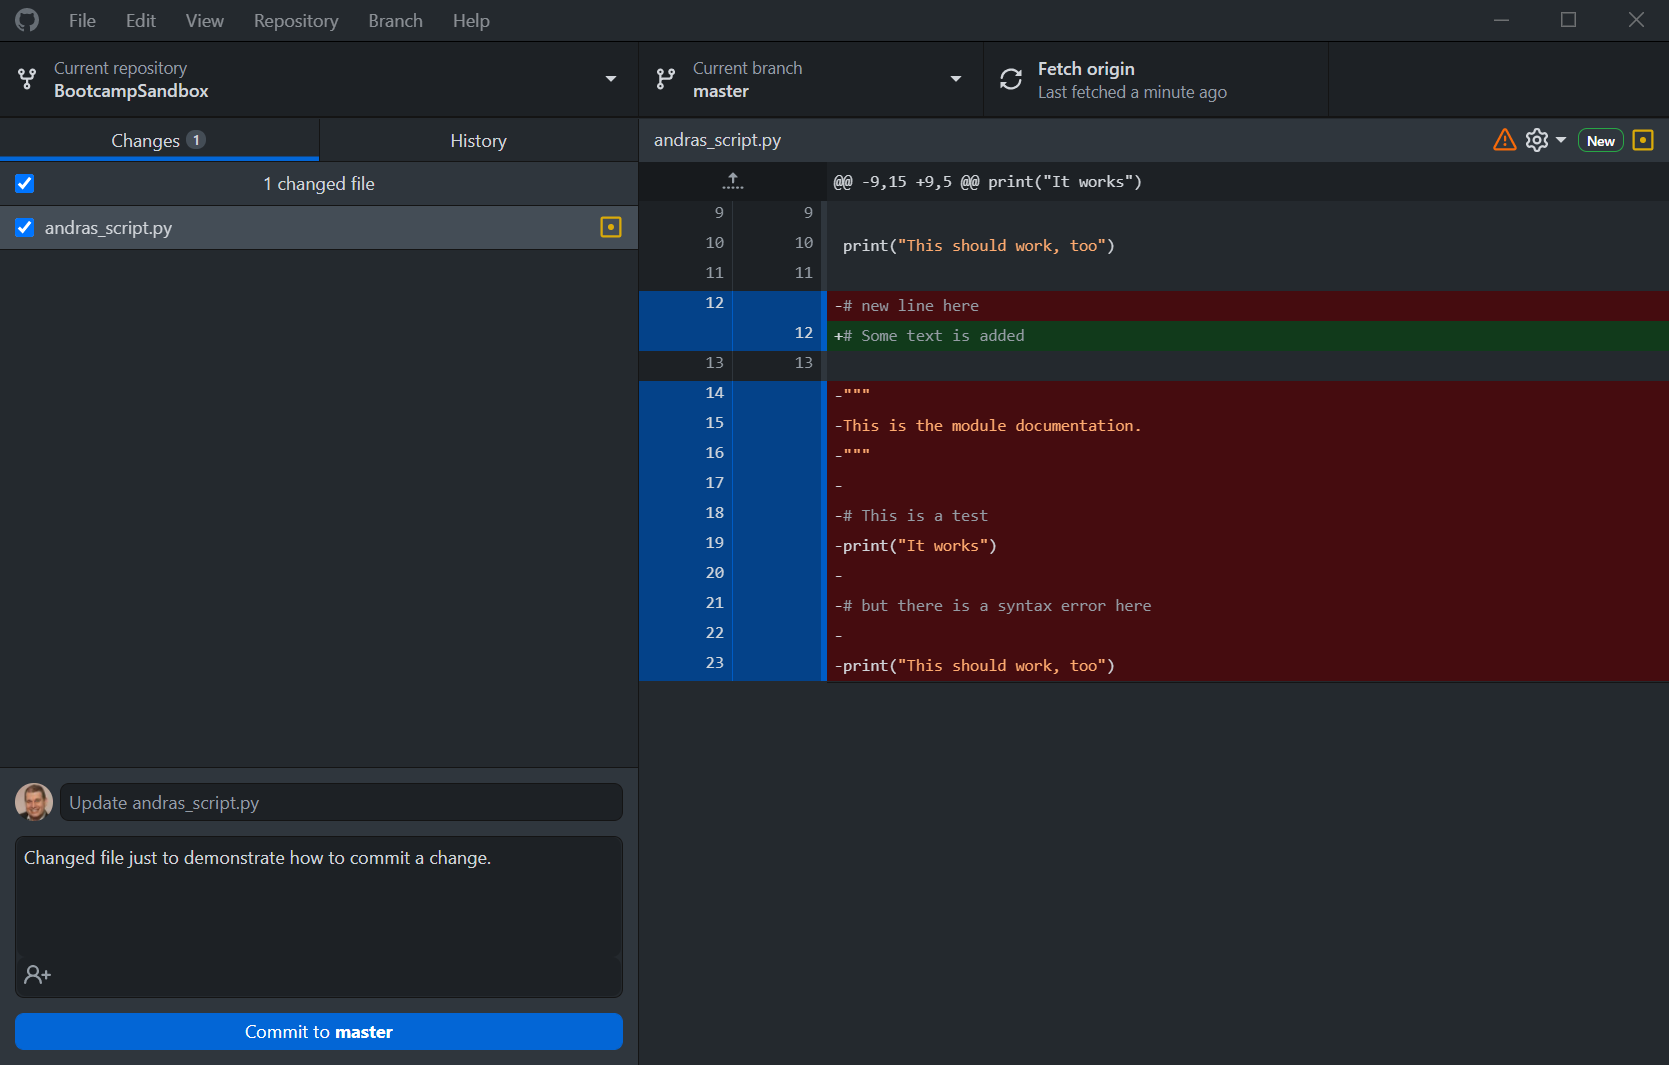 File Edit View Repository Branch Help
Current repository
BootcampSandbox
Current branch
master
Fetch origin
Last fetched a minute ago
Changes 1
History
1 changed file
andras_script.py
Update andras_script.py
Changed file just to demonstrate how to commit a change.
Commit to master
andras_script.py New
@@ -9,15 +9,5 @@ print("It works")
9 9
10 10 print("This should work, too")
11 11
12 -# new line here
12 +# Some text is added
13 13
14 -"""
15 -This is the module documentation.
16 -"""
17 -
18 -# This is a test
19 -print("It works")
20 -
21 -# but there is a syntax error here
22 -
23 -print("This should work, too")